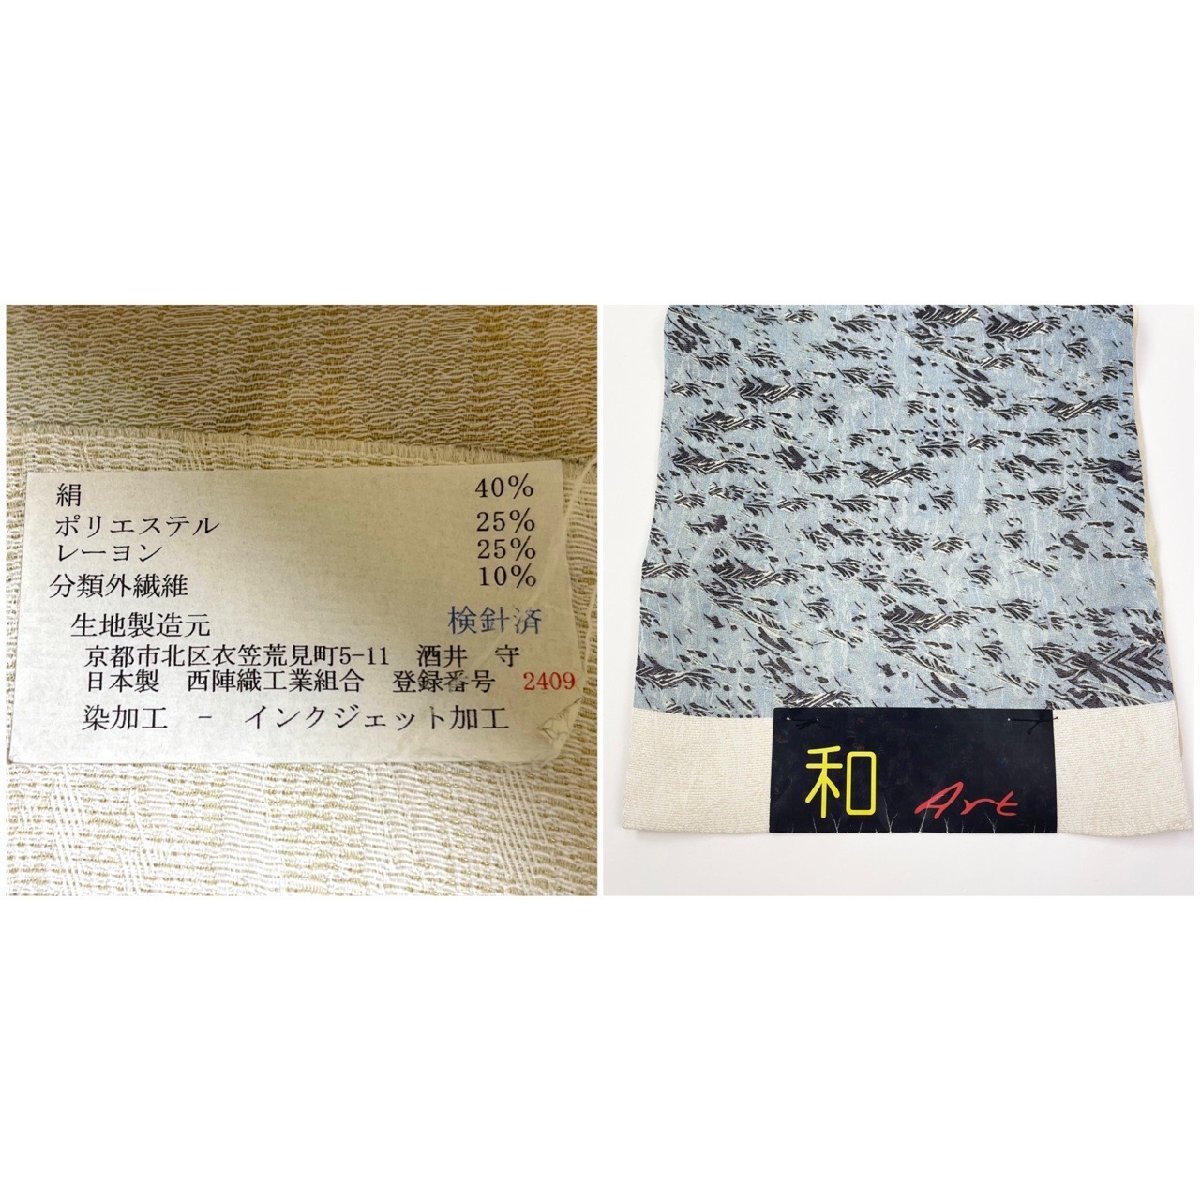 絹 40%
ポリエステル 25%
レーヨン 25%
分類外繊維 10%
生地製造元 検針済
京都市北区衣笠荒見町5-11 酒井 守
日本製 西陣織工業組合 登録番号 2409
染加工 - インクジェット加工
和 Art